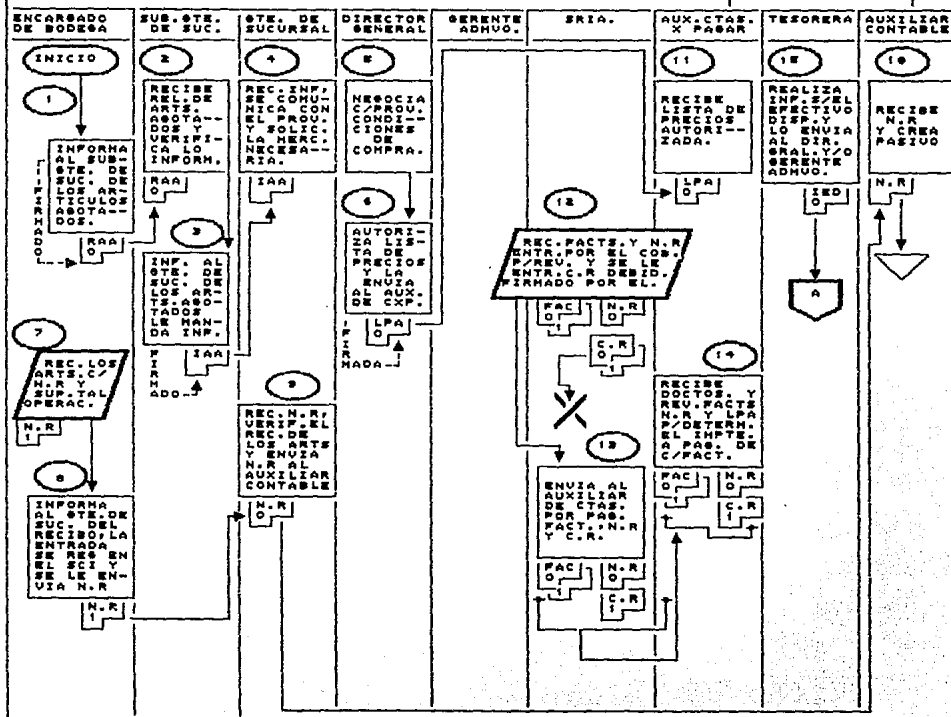 ENCARGADO
DE BODEGA
SUB.GTE.
DE SUC.
GTE. DE
SUCURSAL
DIRECTOR
GENERAL
GERENTE
ADMVO.
SRIA.
AUX.CTAS.
X PAGAR
TESORERA
AUXILIAR
CONTABLE
INICIO
1
INFORMA
AL SUB-
GTE. DE
SUC. DE
LOS AR-
TICULOS
AGOTA--
DOS.
FIRMADO
RAA
0
7
REC.LOS
ARTS.C/
N.R Y
SUP.TAL
OPERAC.
N.R
1
8
INFORMA
AL GTE.DE
SUC. DEL
RECIBO,LA
ENTRADA
SE REG EN
EL SCI Y
SE LE EN-
VIA N.R
N.R
1
2
RECIBE
REL.DE
ARTS.
AGOTA--
DOS Y
VERIFI-
CA LO
INFORM.
RAA
0
3
INF. AL
GTE. DE
SUC. DE
LOS AR-
TS.AGO-
TADOS
LE MAN-
DA INF.
IAA
FIRMADO
4
REC.INF,
SE COMU-
NICA CON
EL PROV.
Y SOLIC.
LA MERC.
NECESA--
RIA.
IAA
9
REC.N.R,
VERIF.EL
REC.DE
LOS ARTS
Y ENVIA
N.R AL
AUXILIAR
CONTABLE
N.R
0
5
NEGOCIA
C/PROV.
CONDI--
CIONES
DE
COMPRA.
6
AUTORI-
ZA LIS-
TA DE
PRECIOS
Y LA
ENVIA
AL AUX.
DE CXP.
LPA
0
FIRMADA
12
REC.FACTS.Y N.R
ENTR.POR EL COB.
P/REV. Y SE LE
ENTR.C.R DEBID.
FIRMADO POR EL.
FAC
0
1
N.R
0
C.R
0
1
13
ENVIA AL
AUXILIAR
DE CTAS.
POR PAG.
FACT.,N.R
Y C.R.
FAC
0
1
N.R
0
C.R
1
11
RECIBE
LISTA DE
PRECIOS
AUTORI--
ZADA.
LPA
0
14
RECIBE
DOCTOS. Y
REV.FACTS
N.R Y LPA
P/DETERM.
EL IMPTE.
A PAG. DE
C/FACT.
FAC
0
1
N.R
0
C.R
1
15
REALIZA
INF.S/EL
EFECTIVO
DISP.Y
LO ENVIA
AL DIR.
GRAL.Y/O
GERENTE
ADMVO.
IED
0
A
10
RECIBE
N.R
Y CREA
PASIVO
N.R
0